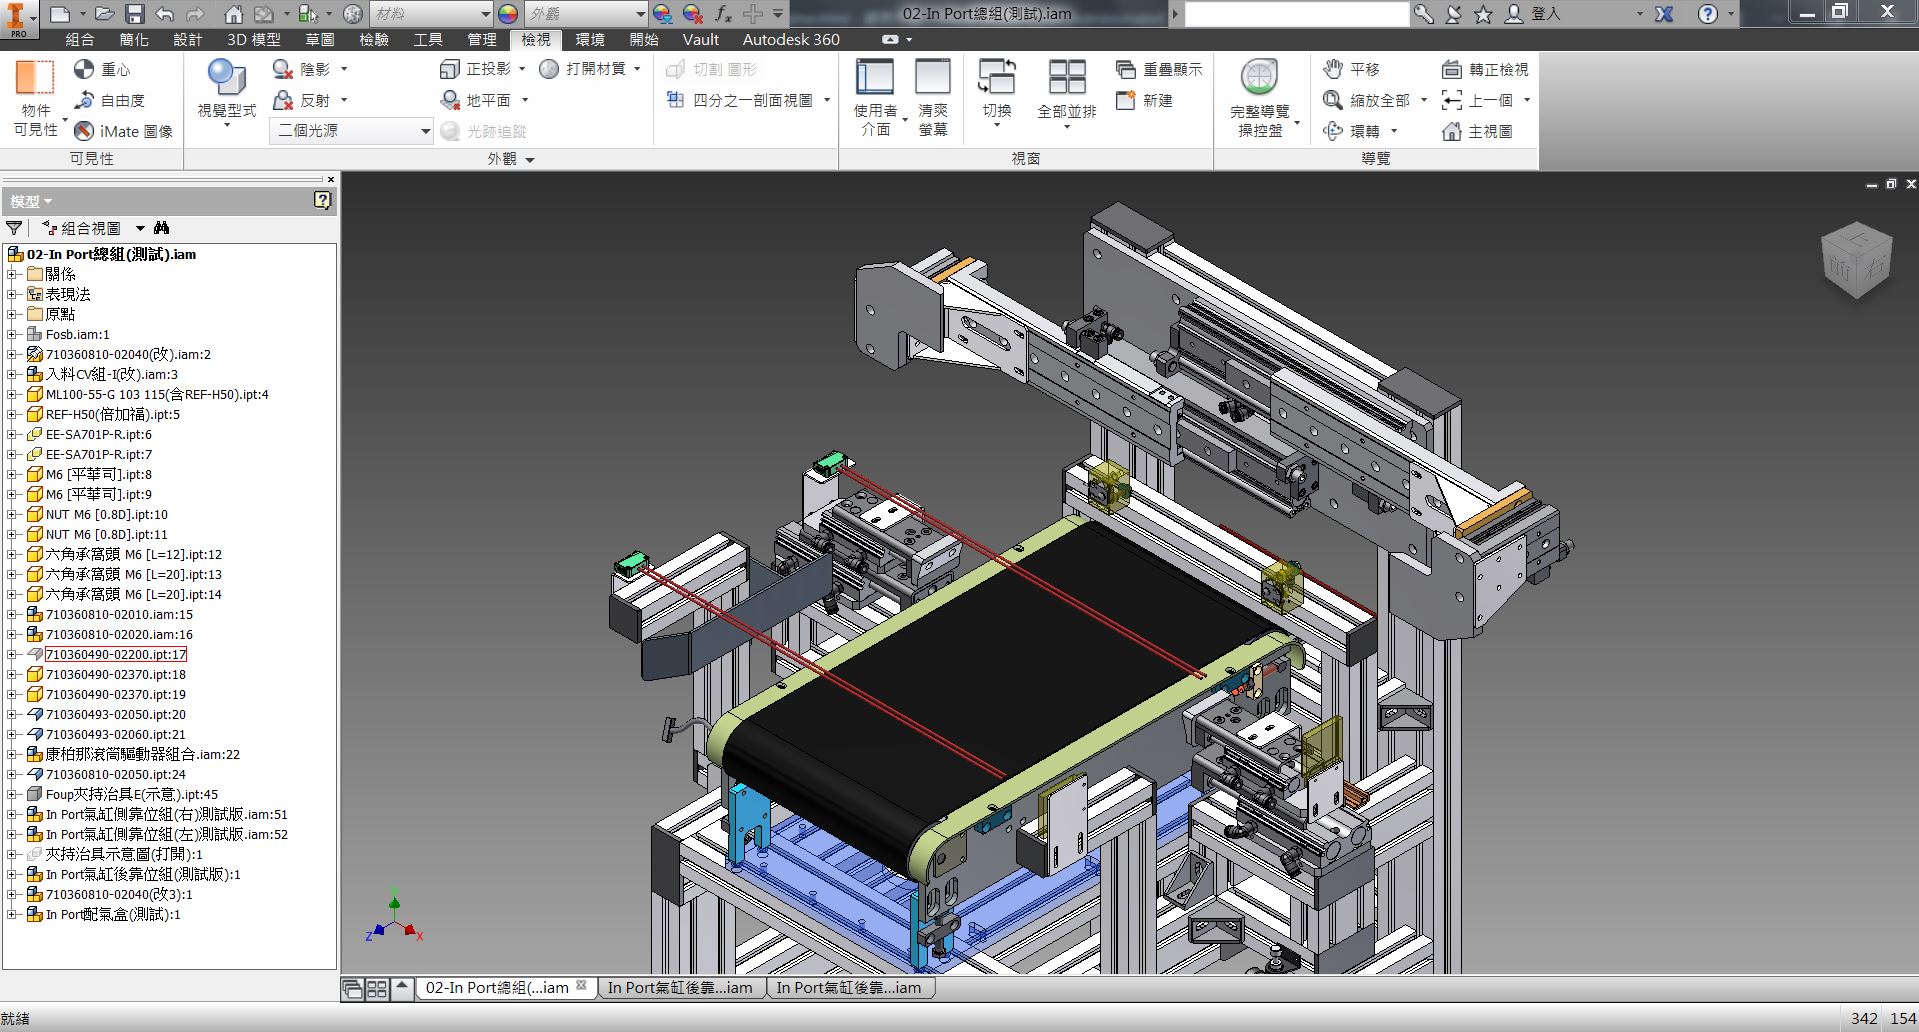 PRO
材料
外觀
02-In Port總組(測試).iam
登入
組合 簡化 設計 3D 模型 草圖 檢驗 工具 管理 檢視 環境 開始 Vault Autodesk 360
物件
可見性
重心
自由度
iMate 圖像
可見性
視覺型式
陰影
反射
二個光源
正投影
地平面
光跡追蹤
打開材質
外觀
切割 圖形
四分之一剖面視圖
使用者
介面
清爽
螢幕
切換
全部並排
重疊顯示
新建
視窗
完整導覽
操控盤
平移
縮放全部
環轉
轉正檢視
上一個
主視圖
導覽
模型
組合視圖
02-In Port總組(測試).iam
關係
表現法
原點
Fosb.iam:1
710360810-02040(改).iam:2
入料CV組-I(改).iam:3
ML100-55-G 103 115(含REF-H50).ipt:4
REF-H50(倍加福).ipt:5
EE-SA701P-R.ipt:6
EE-SA701P-R.ipt:7
M6 [平華司].ipt:8
M6 [平華司].ipt:9
NUT M6 [0.8D].ipt:10
NUT M6 [0.8D].ipt:11
六角承窩頭 M6 [L=12].ipt:12
六角承窩頭 M6 [L=20].ipt:13
六角承窩頭 M6 [L=20].ipt:14
710360810-02010.iam:15
710360810-02020.iam:16
710360490-02200.ipt:17
710360490-02370.ipt:18
710360490-02370.ipt:19
710360493-02050.ipt:20
710360493-02060.ipt:21
康柏那滾筒驅動器組合.iam:22
710360810-02050.ipt:24
Foup夾持治具E(示意).ipt:45
In Port氣缸側靠位組(右)測試版.iam:51
In Port氣缸側靠位組(左)測試版.iam:52
夾持治具示意圖(打開):1
In Port氣缸後靠位組(測試版):1
710360810-02040(改3):1
In Port配氣盒(測試):1
上
前
右
Z
X
02-In Port總組(...iam
In Port氣缸後靠...iam
In Port氣缸後靠...iam
就緒
342 154